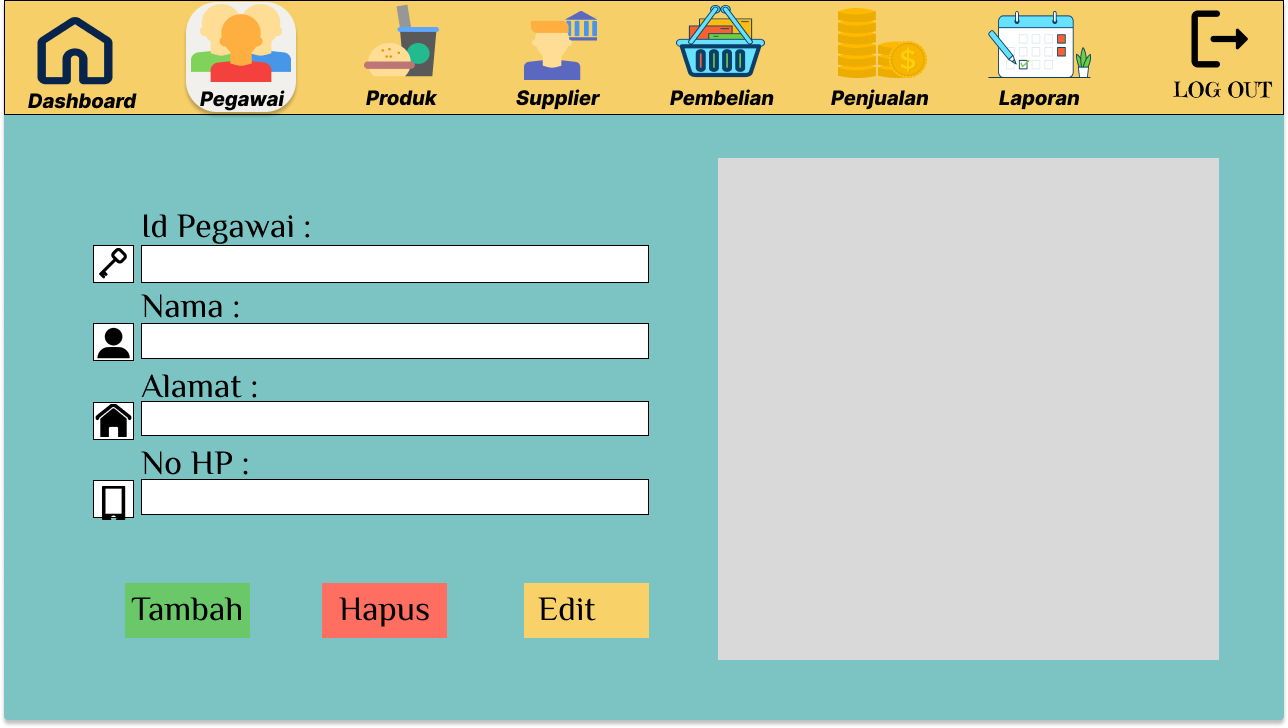 Dashboard
Pegawai
Produk
Supplier
Pembelian
Penjualan
Laporan
LOG OUT
Id Pegawai :
Nama :
Alamat :
No HP :
Tambah
Hapus
Edit